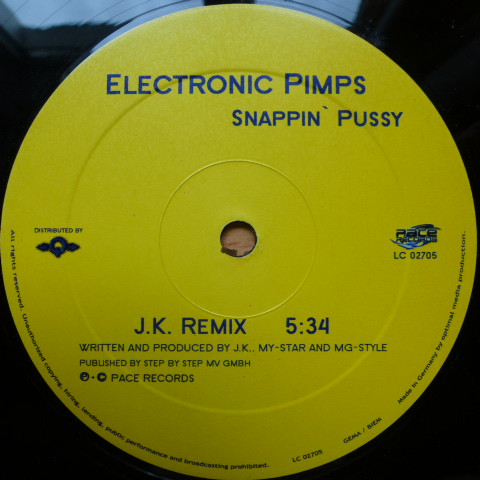 ELECTRONIC PIMPS
SNAPPIN` PUSSY
DISTRIBUTED BY
Q
PACE
RECORDS
LC 02705
J.K. REMIX 5:34
WRITTEN AND PRODUCED BY J.K., MY-STAR AND MG-STYLE
PUBLISHED BY STEP BY STEP MV GMBH
℗ + © PACE RECORDS
All rights reserved. Unauthorized copying, hiring, lending, public performance and broadcasting prohibited.
LC 02705
GEMA / BIEM
Made in Germany by optimal media production.